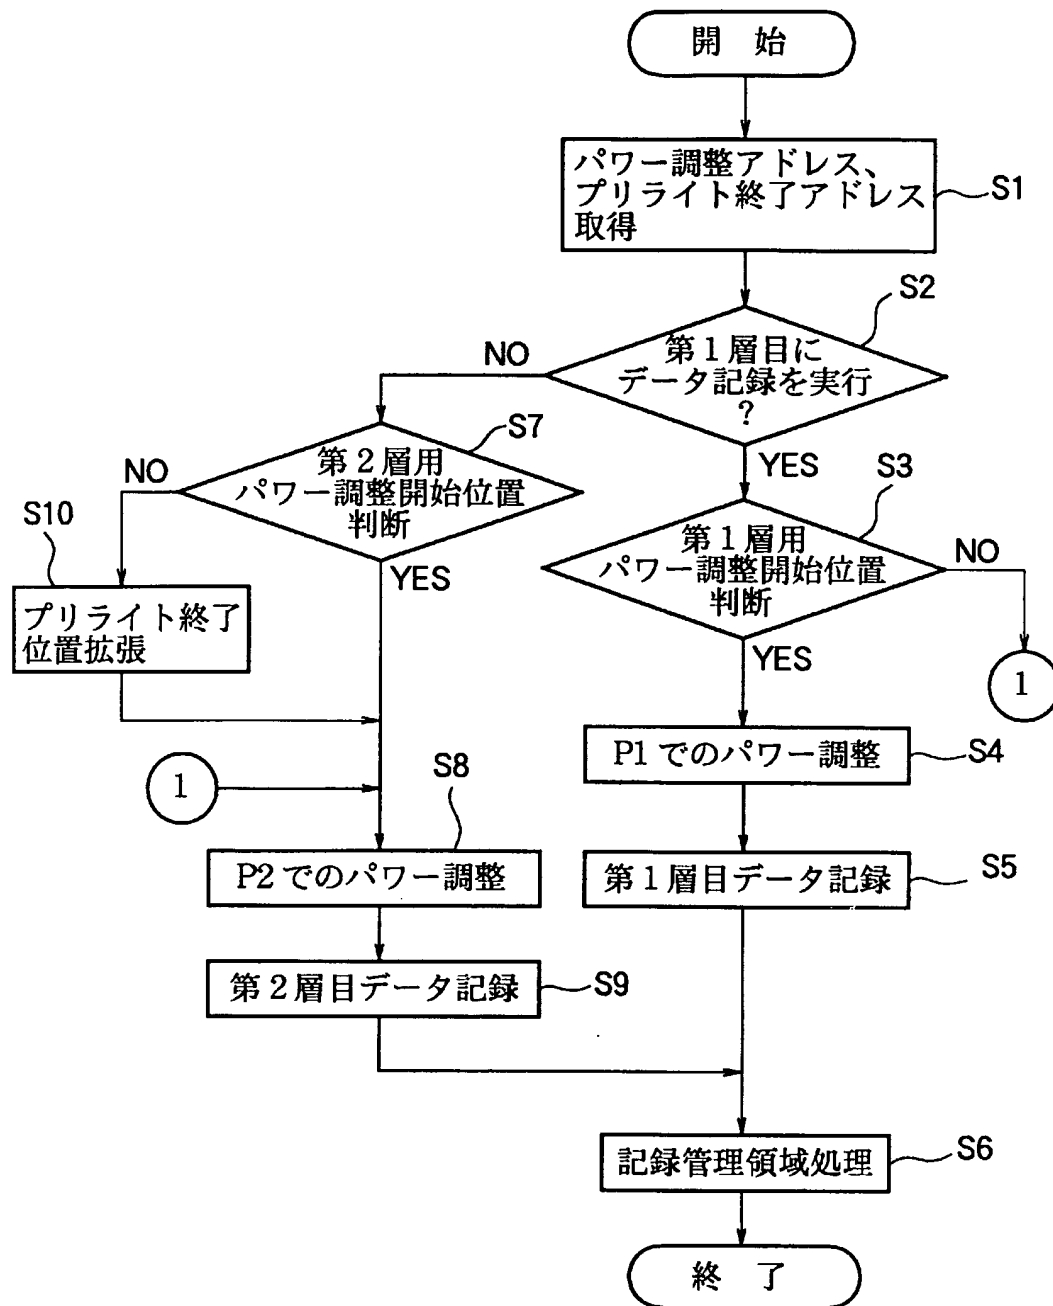 開 始
パワー調整アドレス、
プリライト終了アドレス
取得
S1
S2
第1層目に
データ記録を実行
?
NO
YES
S7
第2層用
パワー調整開始位置
判断
NO
YES
S3
第1層用
パワー調整開始位置
判断
NO
YES
1
S10
プリライト終了
位置拡張
1
P1でのパワー調整
S4
S8
P2でのパワー調整
第1層目データ記録
S5
第2層目データ記録
S9
記録管理領域処理
S6
終 了